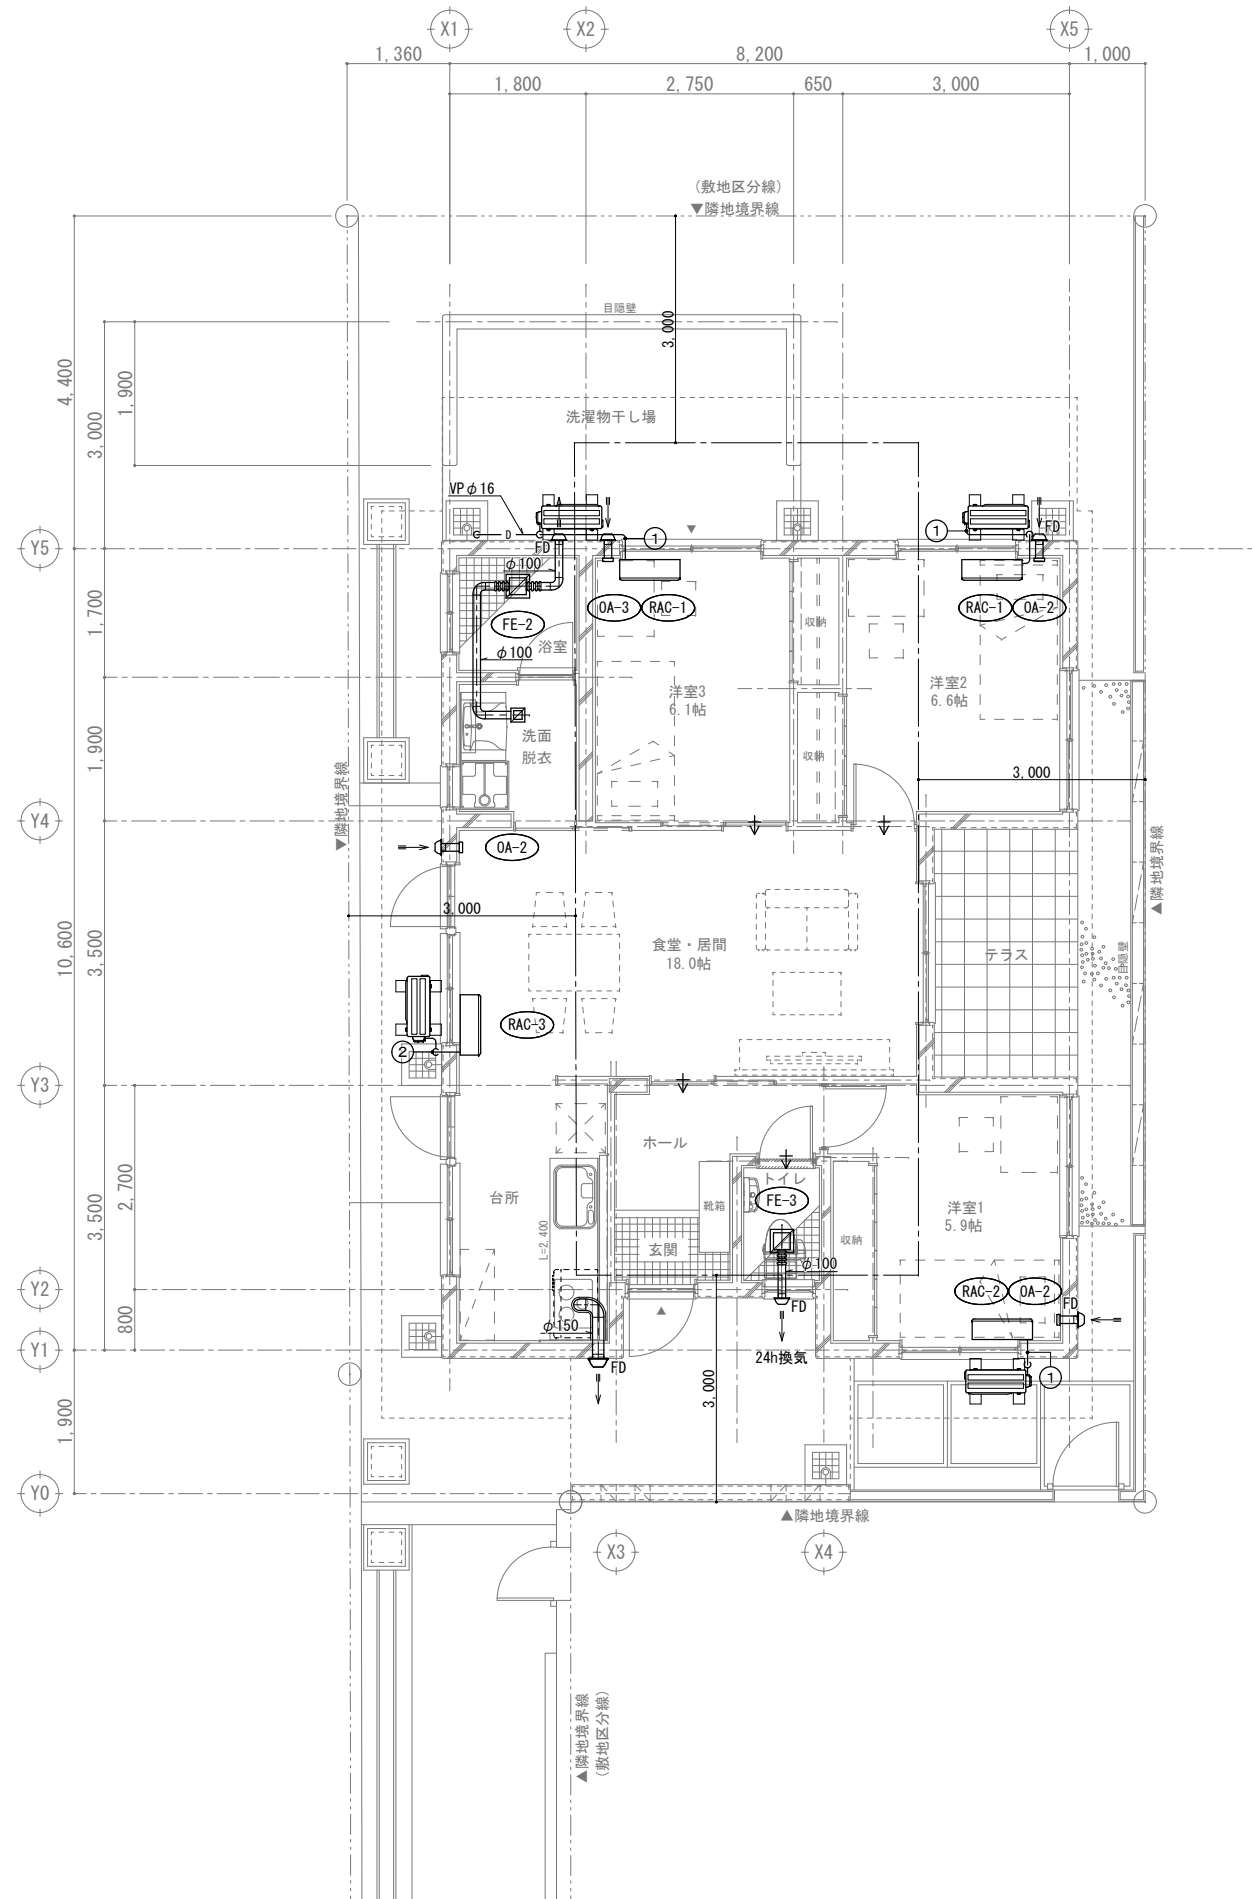 X1
X2
X5
1,360
8,200
1,000
1,800
2,750
650
3,000
(敷地区分線)
▼隣地境界線
目隠壁
3,000
4,400
3,000
1,900
洗濯物干し場
VPφ16
D
FD
1
1
FD
Y5
φ100
OA-3
RAC-1
RAC-1
OA-2
FE-2
浴室
収納
1,700
φ100
洋室3
6.1帖
洋室2
6.6帖
洗面
脱衣
収納
1,900
3,000
▼隣地境界線
Y4
OA-2
▲隣地境界線
3,000
10,600
3,500
食堂・居間
18.0帖
テラス
目隠壁
RAC-3
2
Y3
ホール
トイレ
FE-3
3,500
2,700
台所
靴箱
洋室1
5.9帖
収納
L=2,400
玄関
φ100
Y2
RAC-2
OA-2
FD
FD
800
φ150
Y1
FD
24h換気
1
3,000
1,900
Y0
▲隣地境界線
X3
X4
▲隣地境界線
(敷地区分線)